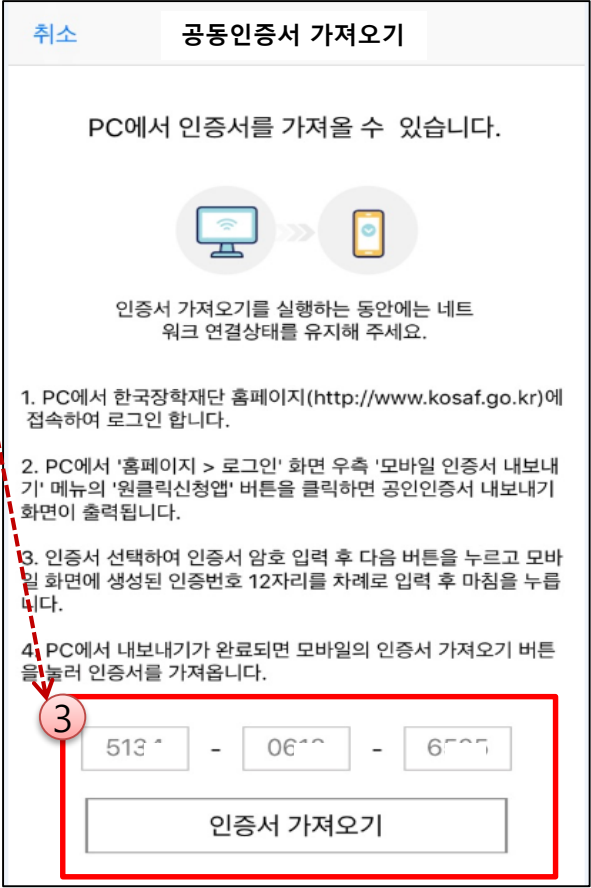 취소
공동인증서 가져오기
PC에서 인증서를 가져올 수 있습니다.
인증서 가져오기를 실행하는 동안에는 네트
워크 연결상태를 유지해 주세요.
1. PC에서 한국장학재단 홈페이지(http://www.kosaf.go.kr)에
접속하여 로그인 합니다.
2. PC에서 '홈페이지 > 로그인' 화면 우측 '모바일 인증서 내보내
기' 메뉴의 '원클릭신청앱' 버튼을 클릭하면 공인인증서 내보내기
화면이 출력됩니다.
3. 인증서 선택하여 인증서 암호 입력 후 다음 버튼을 누르고 모바
일 화면에 생성된 인증번호 12자리를 차례로 입력 후 마침을 누릅
니다.
4. PC에서 내보내기가 완료되면 모바일의 인증서 가져오기 버튼
을 눌러 인증서를 가져옵니다.
3
- -
인증서 가져오기